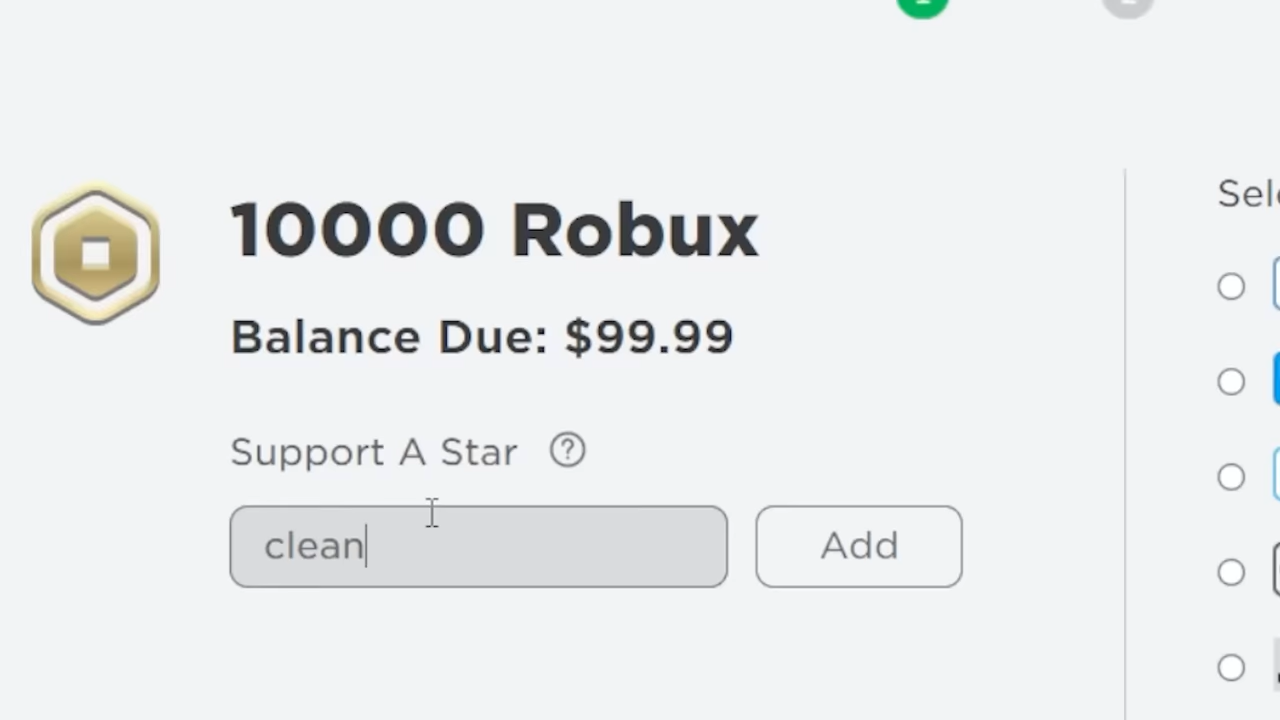 10000 Robux
Balance Due: $99.99
Support A Star ?
clean
Add